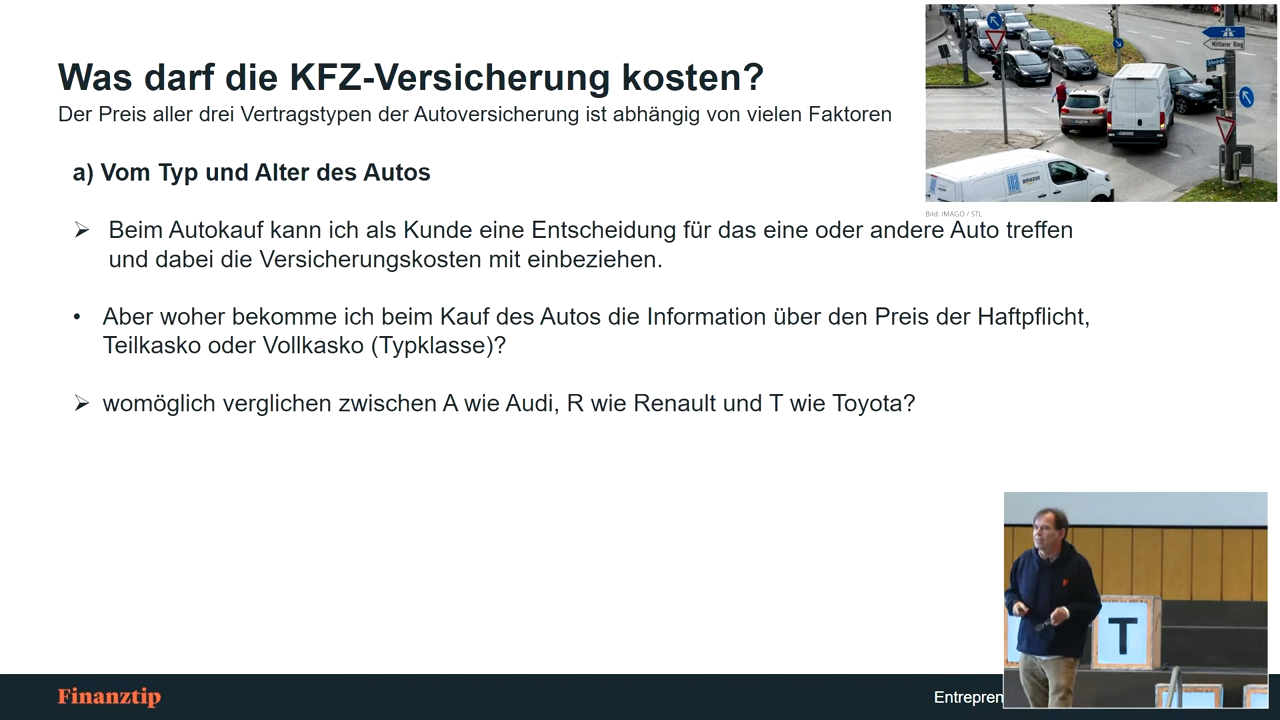 Was darf die KFZ-Versicherung kosten?
Der Preis aller drei Vertragstypen der Autoversicherung ist abhängig von vielen Faktoren
Mittlerer Ring
amazon
Bild: IMAGO / STL
a) Vom Typ und Alter des Autos
➢ Beim Autokauf kann ich als Kunde eine Entscheidung für das eine oder andere Auto treffen
und dabei die Versicherungskosten mit einbeziehen.
• Aber woher bekomme ich beim Kauf des Autos die Information über den Preis der Haftpflicht,
Teilkasko oder Vollkasko (Typklasse)?
➢ womöglich verglichen zwischen A wie Audi, R wie Renault und T wie Toyota?
T
Finanztip
Entrepren